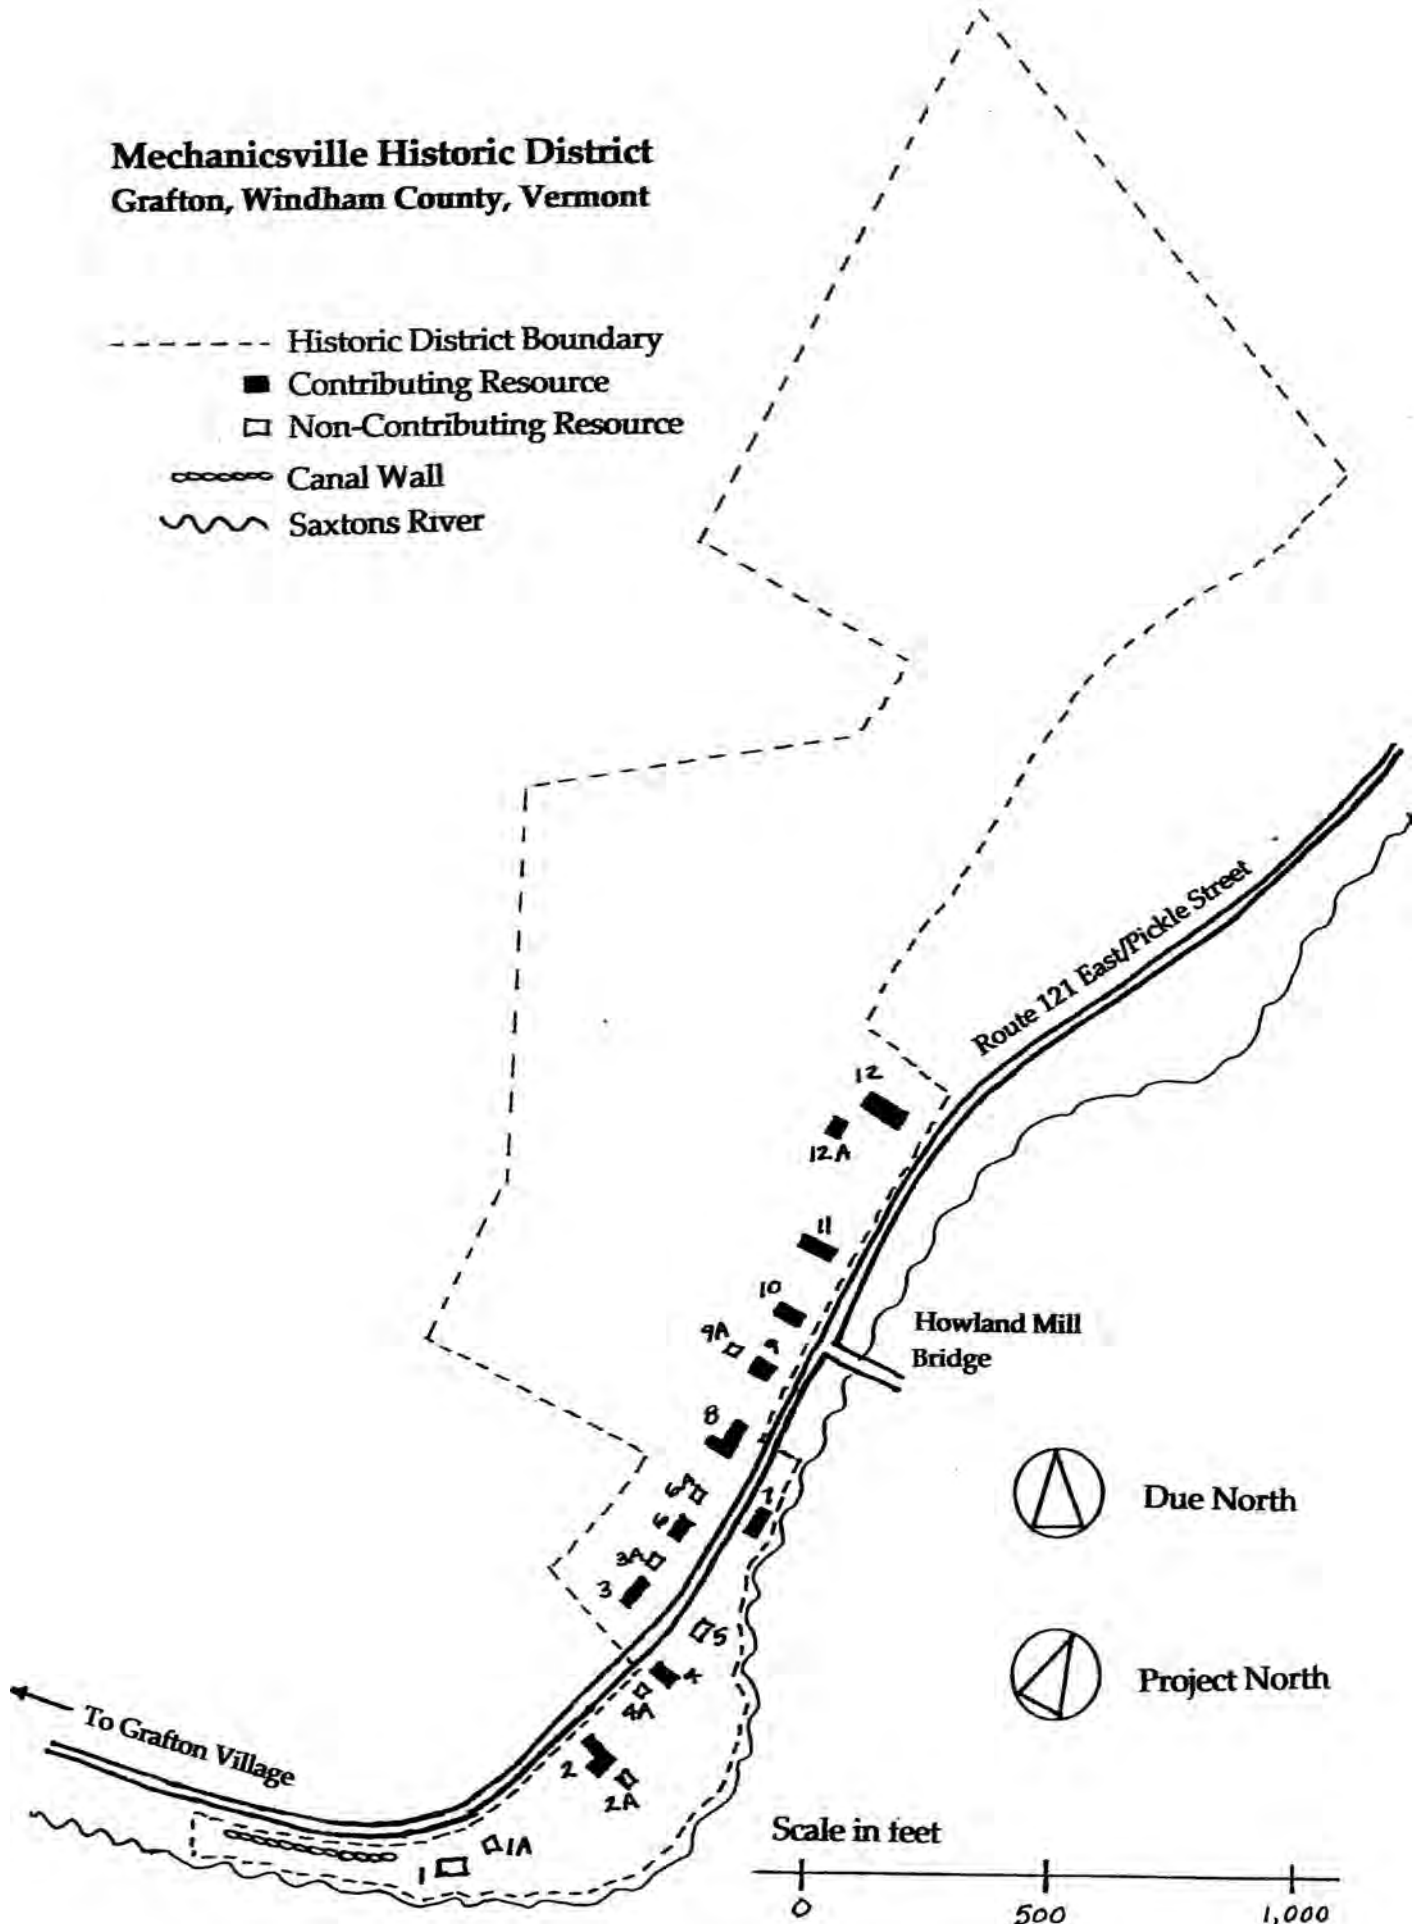 Mechanicsville Historic District
Grafton, Windham County, Vermont
Historic District Boundary
Contributing Resource
Non-Contributing Resource
Canal Wall
Saxtons River
Route 121 East/Pickle Street
12
12A
11
10
9A
9
Howland Mill
Bridge
8
6A
6
7
3A
3
5
4
4A
2
2A
1A
1
Due North
Project North
To Grafton Village
Scale in feet
0
500
1,000